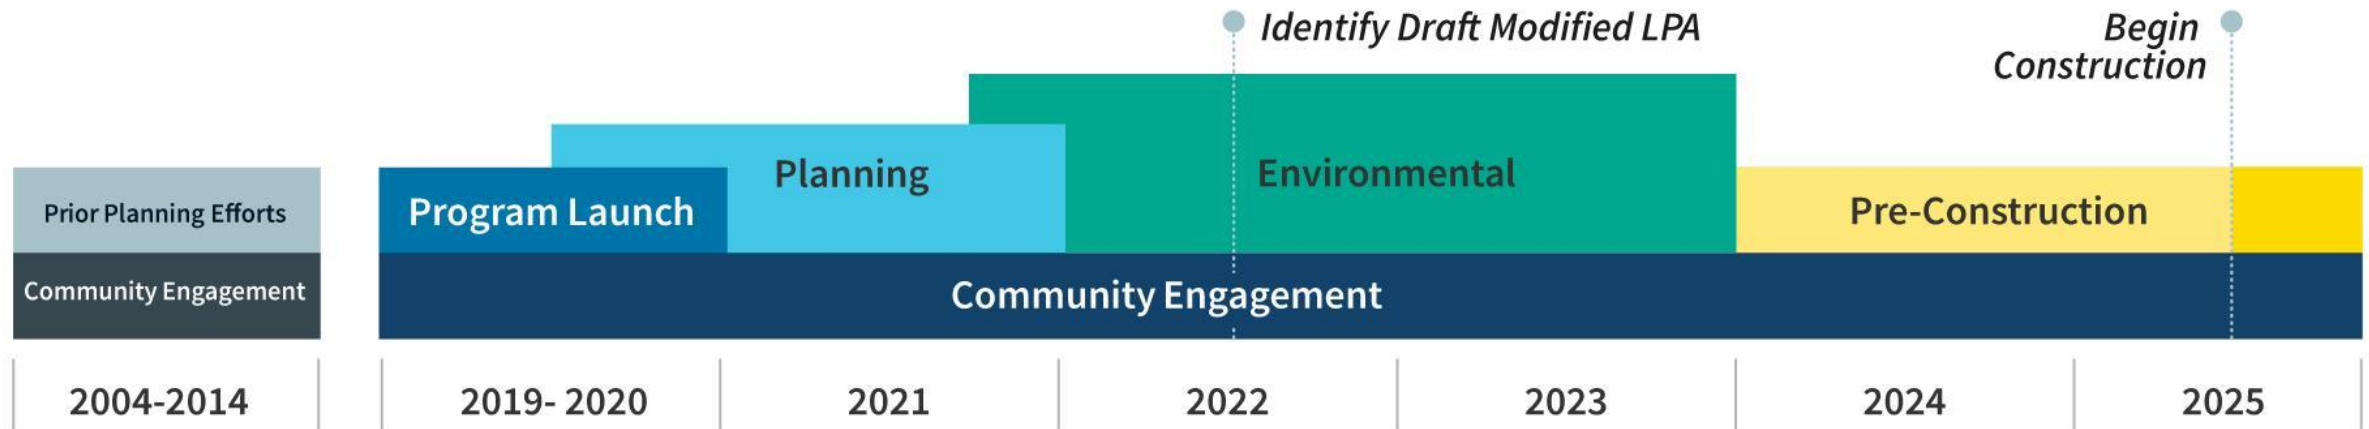 Identify Draft Modified LPA
Begin
Construction
Planning
Environmental
Prior Planning Efforts
Program Launch
Pre-Construction
Community Engagement
Community Engagement
2004-2014
2019- 2020
2021
2022
2023
2024
2025